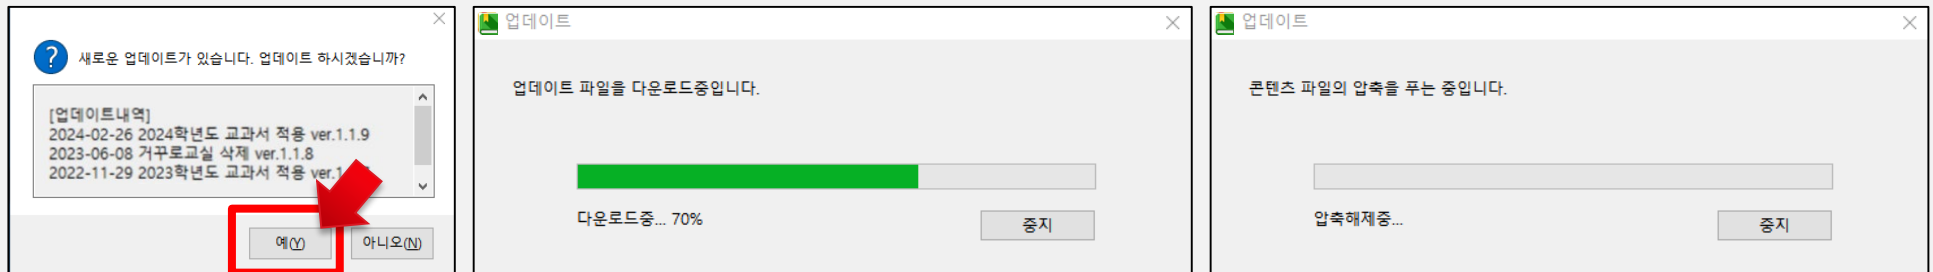 새로운 업데이트가 있습니다. 업데이트 하시겠습니까?
[업데이트내역]
2024-02-26 2024학년도 교과서 적용 ver.1.1.9
2023-06-08 거꾸로교실 삭제 ver.1.1.8
2022-11-29 2023학년도 교과서 적용 ver.1
예(Y)
아니오(N)
업데이트
업데이트 파일을 다운로드중입니다.
다운로드중... 70%
중지
업데이트
콘텐츠 파일의 압축을 푸는 중입니다.
압축해제중...
중지